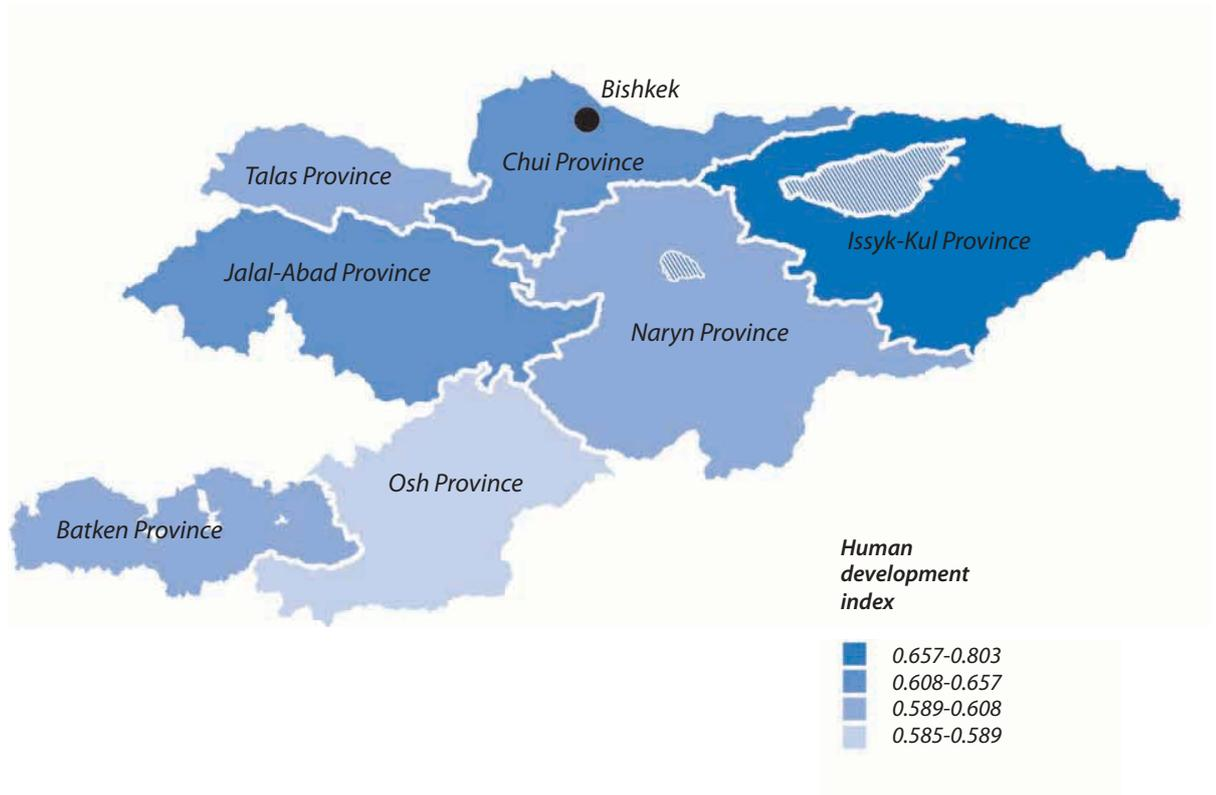 Bishkek
Chui Province
Talas Province
Issyk-Kul Province
Jalal-Abad Province
Naryn Province
Osh Province
Batken Province
Human
development
index
0.657-0.803
0.608-0.657
0.589-0.608
0.585-0.589